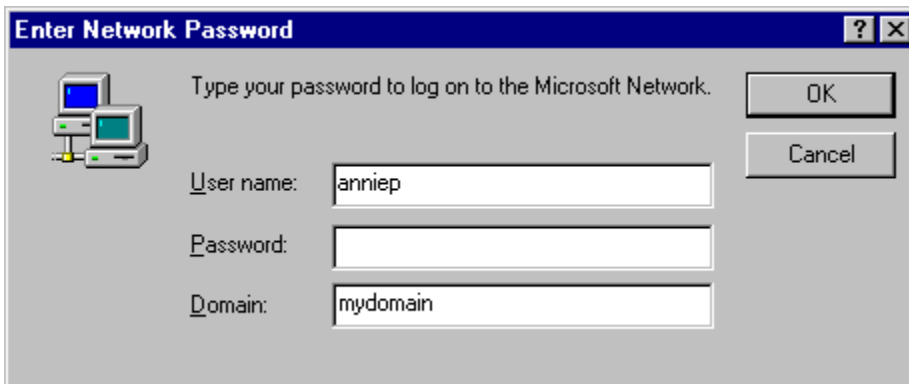 Enter Network Password
Type your password to log on to the Microsoft Network.
OK
Cancel
User name: anniep
Password:
Domain: mydomain